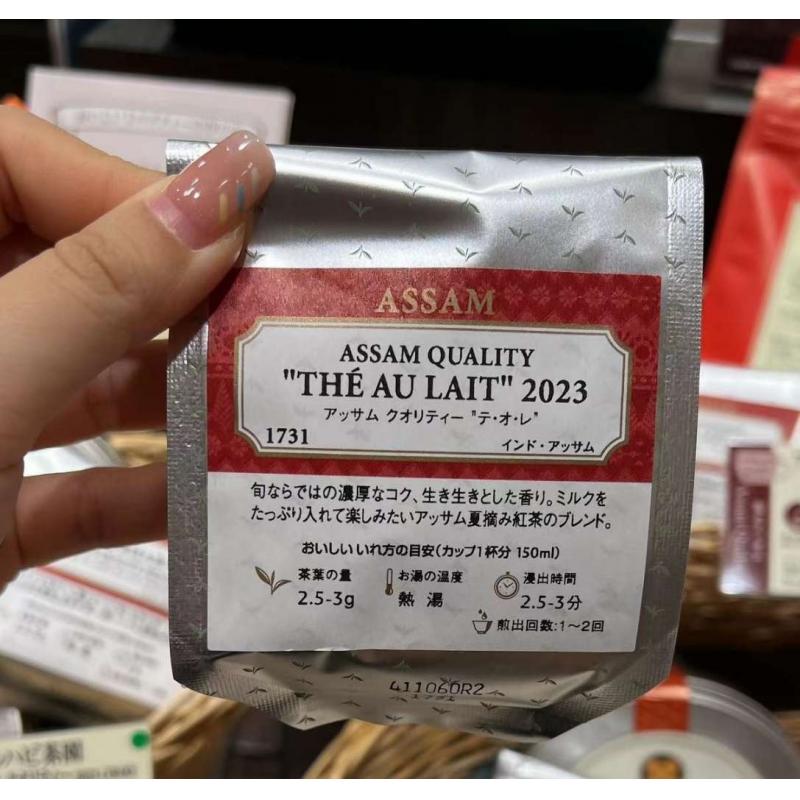 ASSAM
ASSAM QUALITY
"THÉ AU LAIT" 2023
アッサム クオリティー "テ・オ・レ"
1731
インド・アッサム
旬ならではの濃厚なコク、生き生きとした香り。ミルクを
たっぷり入れて楽しみたいアッサム夏摘み紅茶のブレンド。
おいしいいれ方の目安(カップ1杯分 150ml)
茶葉の量
2.5-3g
お湯の温度
熱湯
浸出時間
2.5-3分
煎出回数:1～2回
411060R2
ハビ茶園